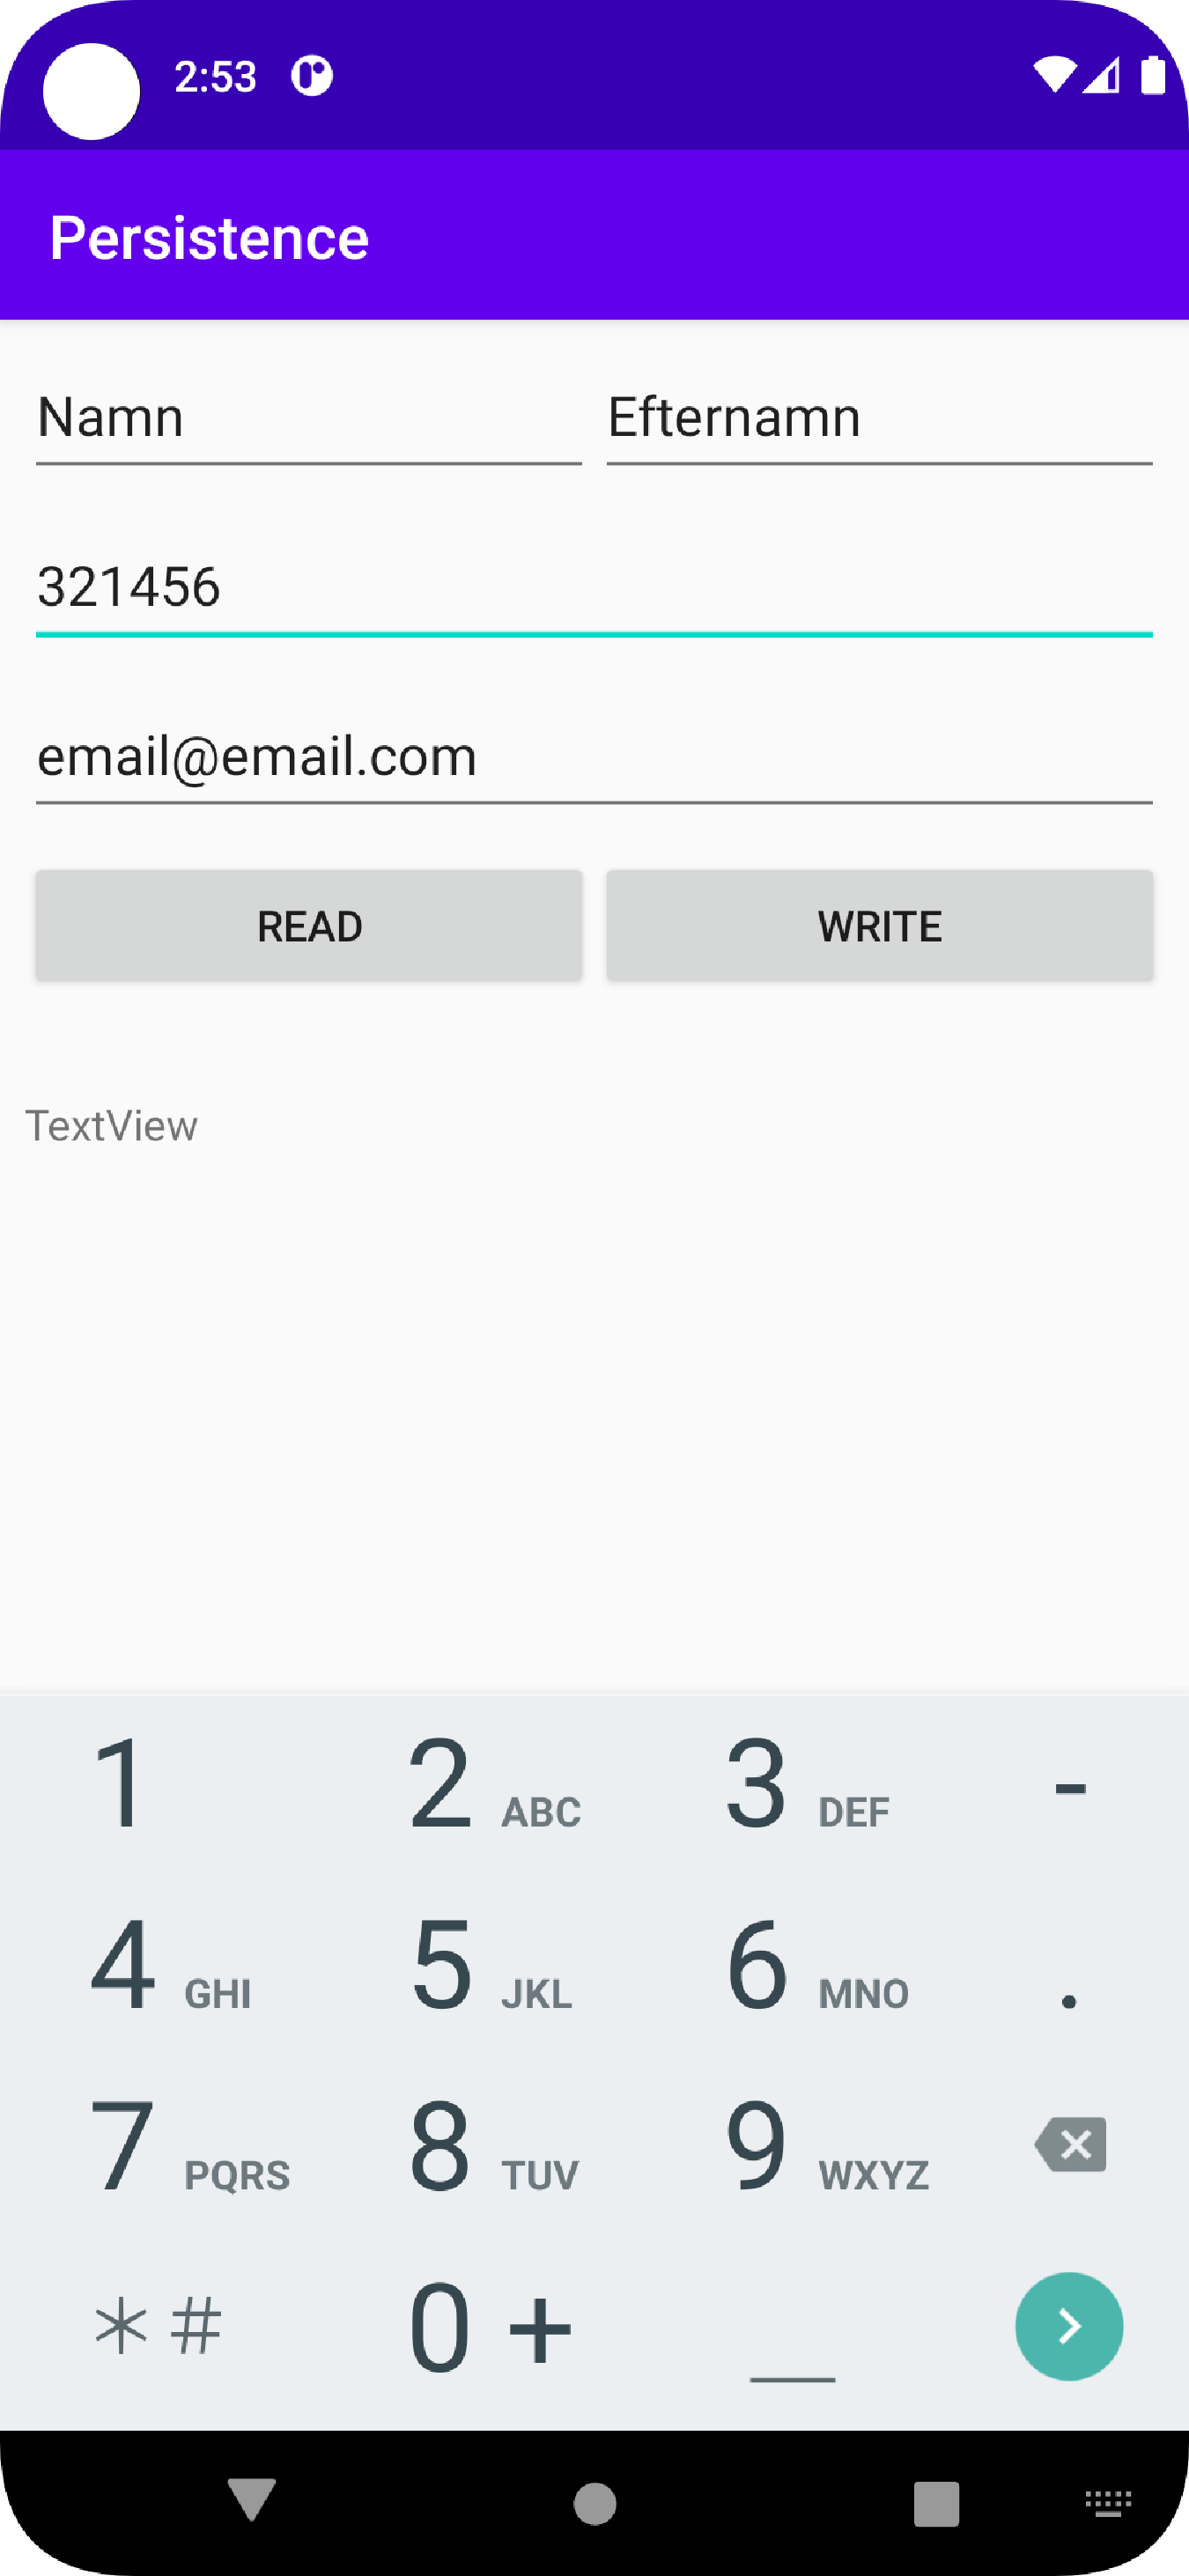 2:53
Persistence
Namn Efternamn
321456
email@email.com
READ WRITE
TextView
1 2 ABC 3 DEF -
4 GHI 5 JKL 6 MNO .
7 PQRS 8 TUV 9 WXYZ
* # 0 +